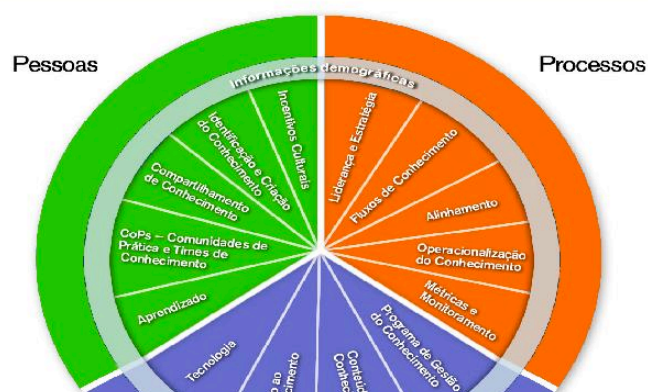 Pessoas
Processos
Informações demográficas
Incentivos Culturais
Identificação e Criação
do Conhecimento
Compartilhamento
de Conhecimento
CoPs – Comunidades de
Prática e Times de
Conhecimento
Aprendizado
Liderança e Estratégia
Fluxos de Conhecimento
Alinhamento
Operacionalização
do Conhecimento
Métricas e
Monitoramento
Tecnologia
Programa de Gestão
do Conhecimento